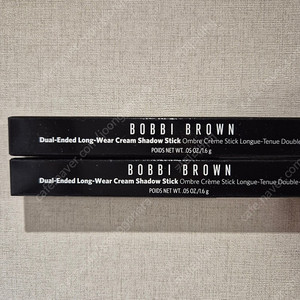 BOBBI BROWN
Dual-Ended Long-Wear Cream Shadow Stick Ombre Crème Stick Longue-Tenue Double
POIDS NET WT. .05 OZ./1.6 g
BOBBI BROWN
Dual-Ended Long-Wear Cream Shadow Stick Ombre Crème Stick Longue-Tenue Double-
POIDS NET WT. .05 OZ./1.6 g